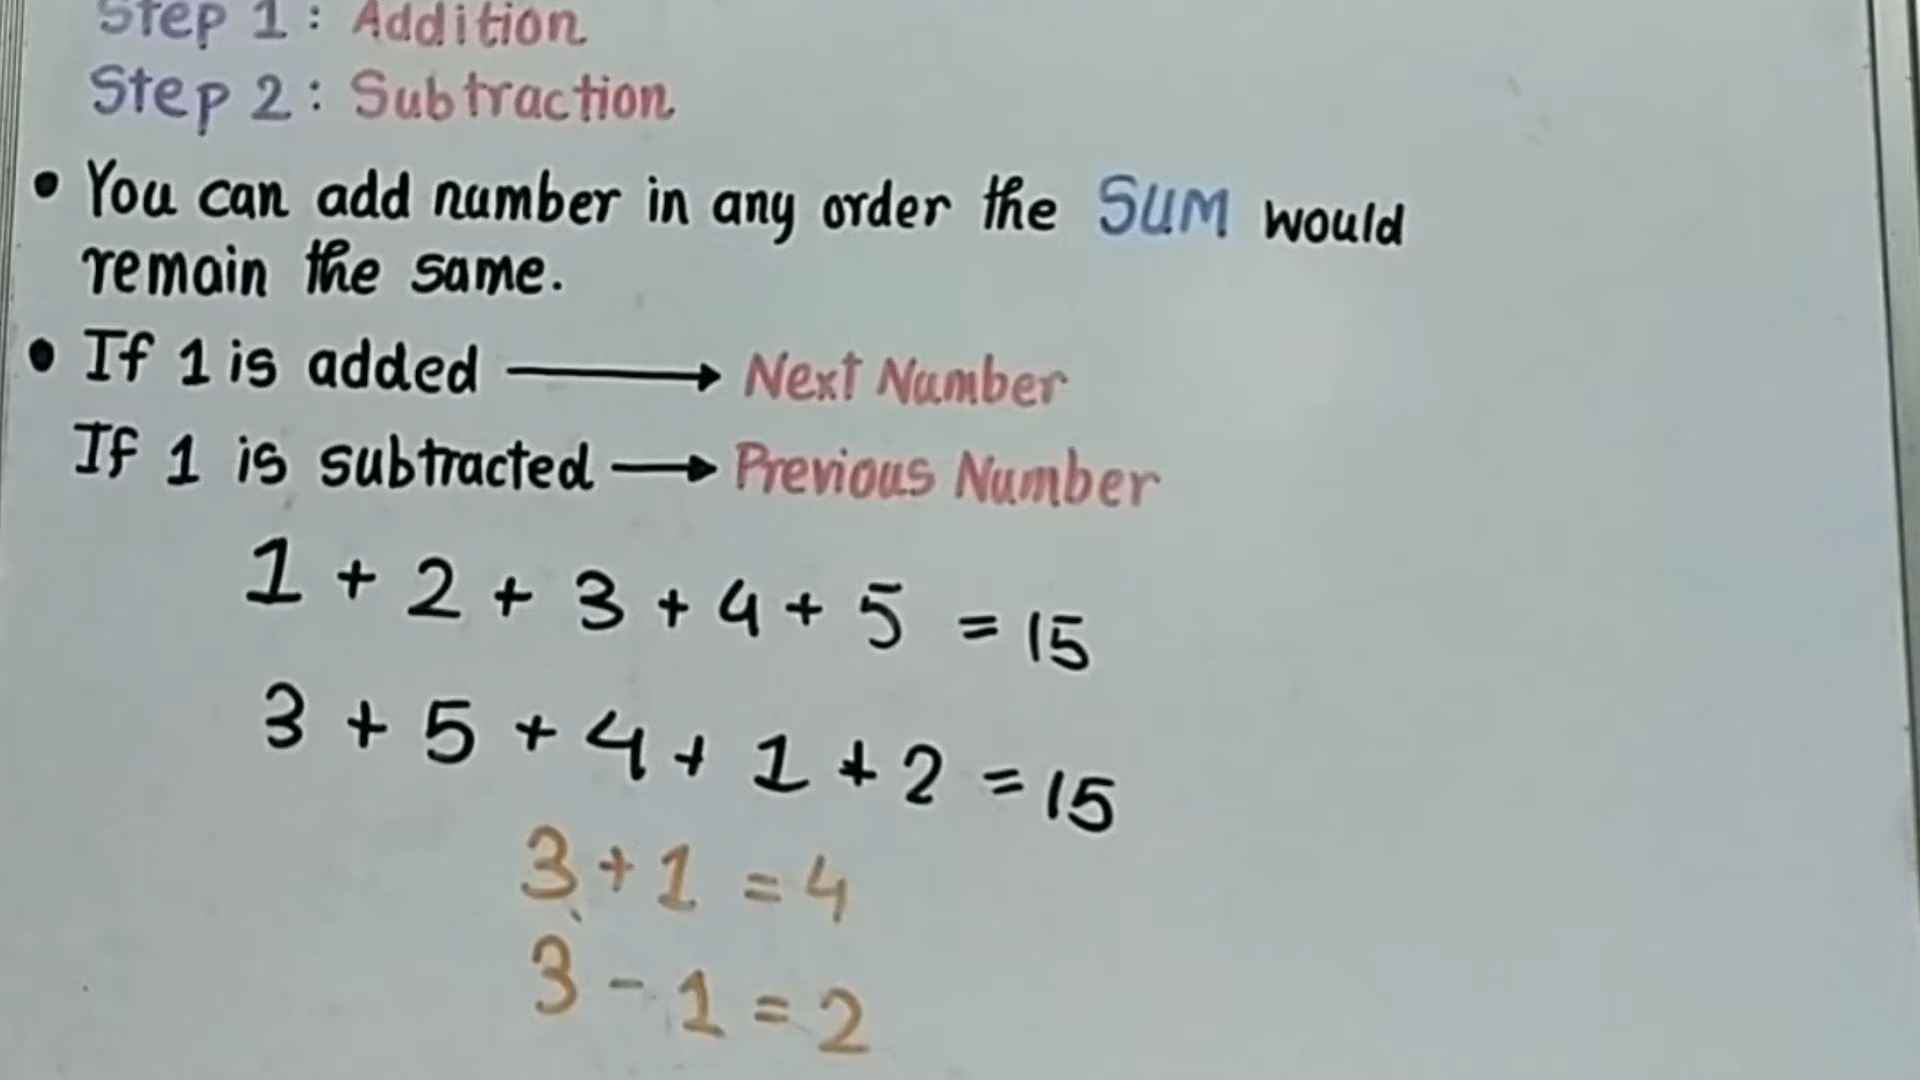 Step 1: Addition
Step 2: Subtraction
• You can add number in any order the SUM would
remain the same.
• If 1 is added ⟶ Next Number
If 1 is subtracted ⟶ Previous Number
1 + 2 + 3 + 4 + 5 = 15
3 + 5 + 4 + 1 + 2 = 15
3 + 1 = 4
3 - 1 = 2